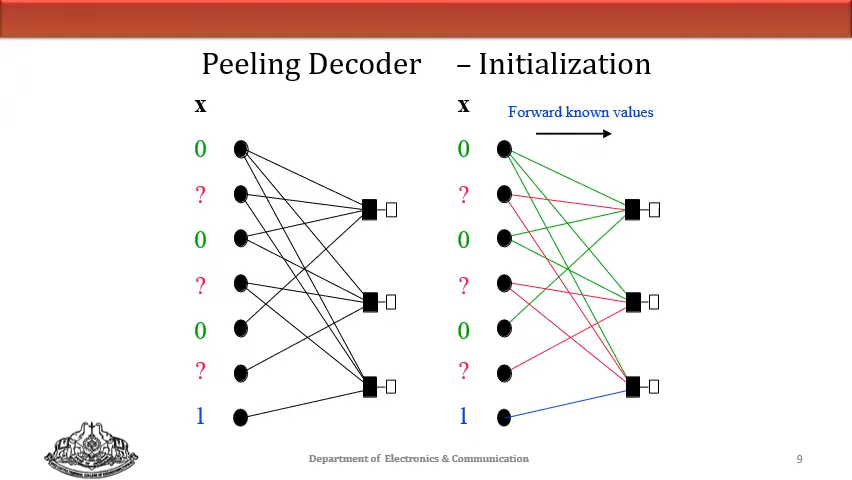 Peeling Decoder – Initialization
x x
Forward known values
0 0
? ?
0 0
? ?
0 0
? ?
1 1
Department of Electronics & Communication
9